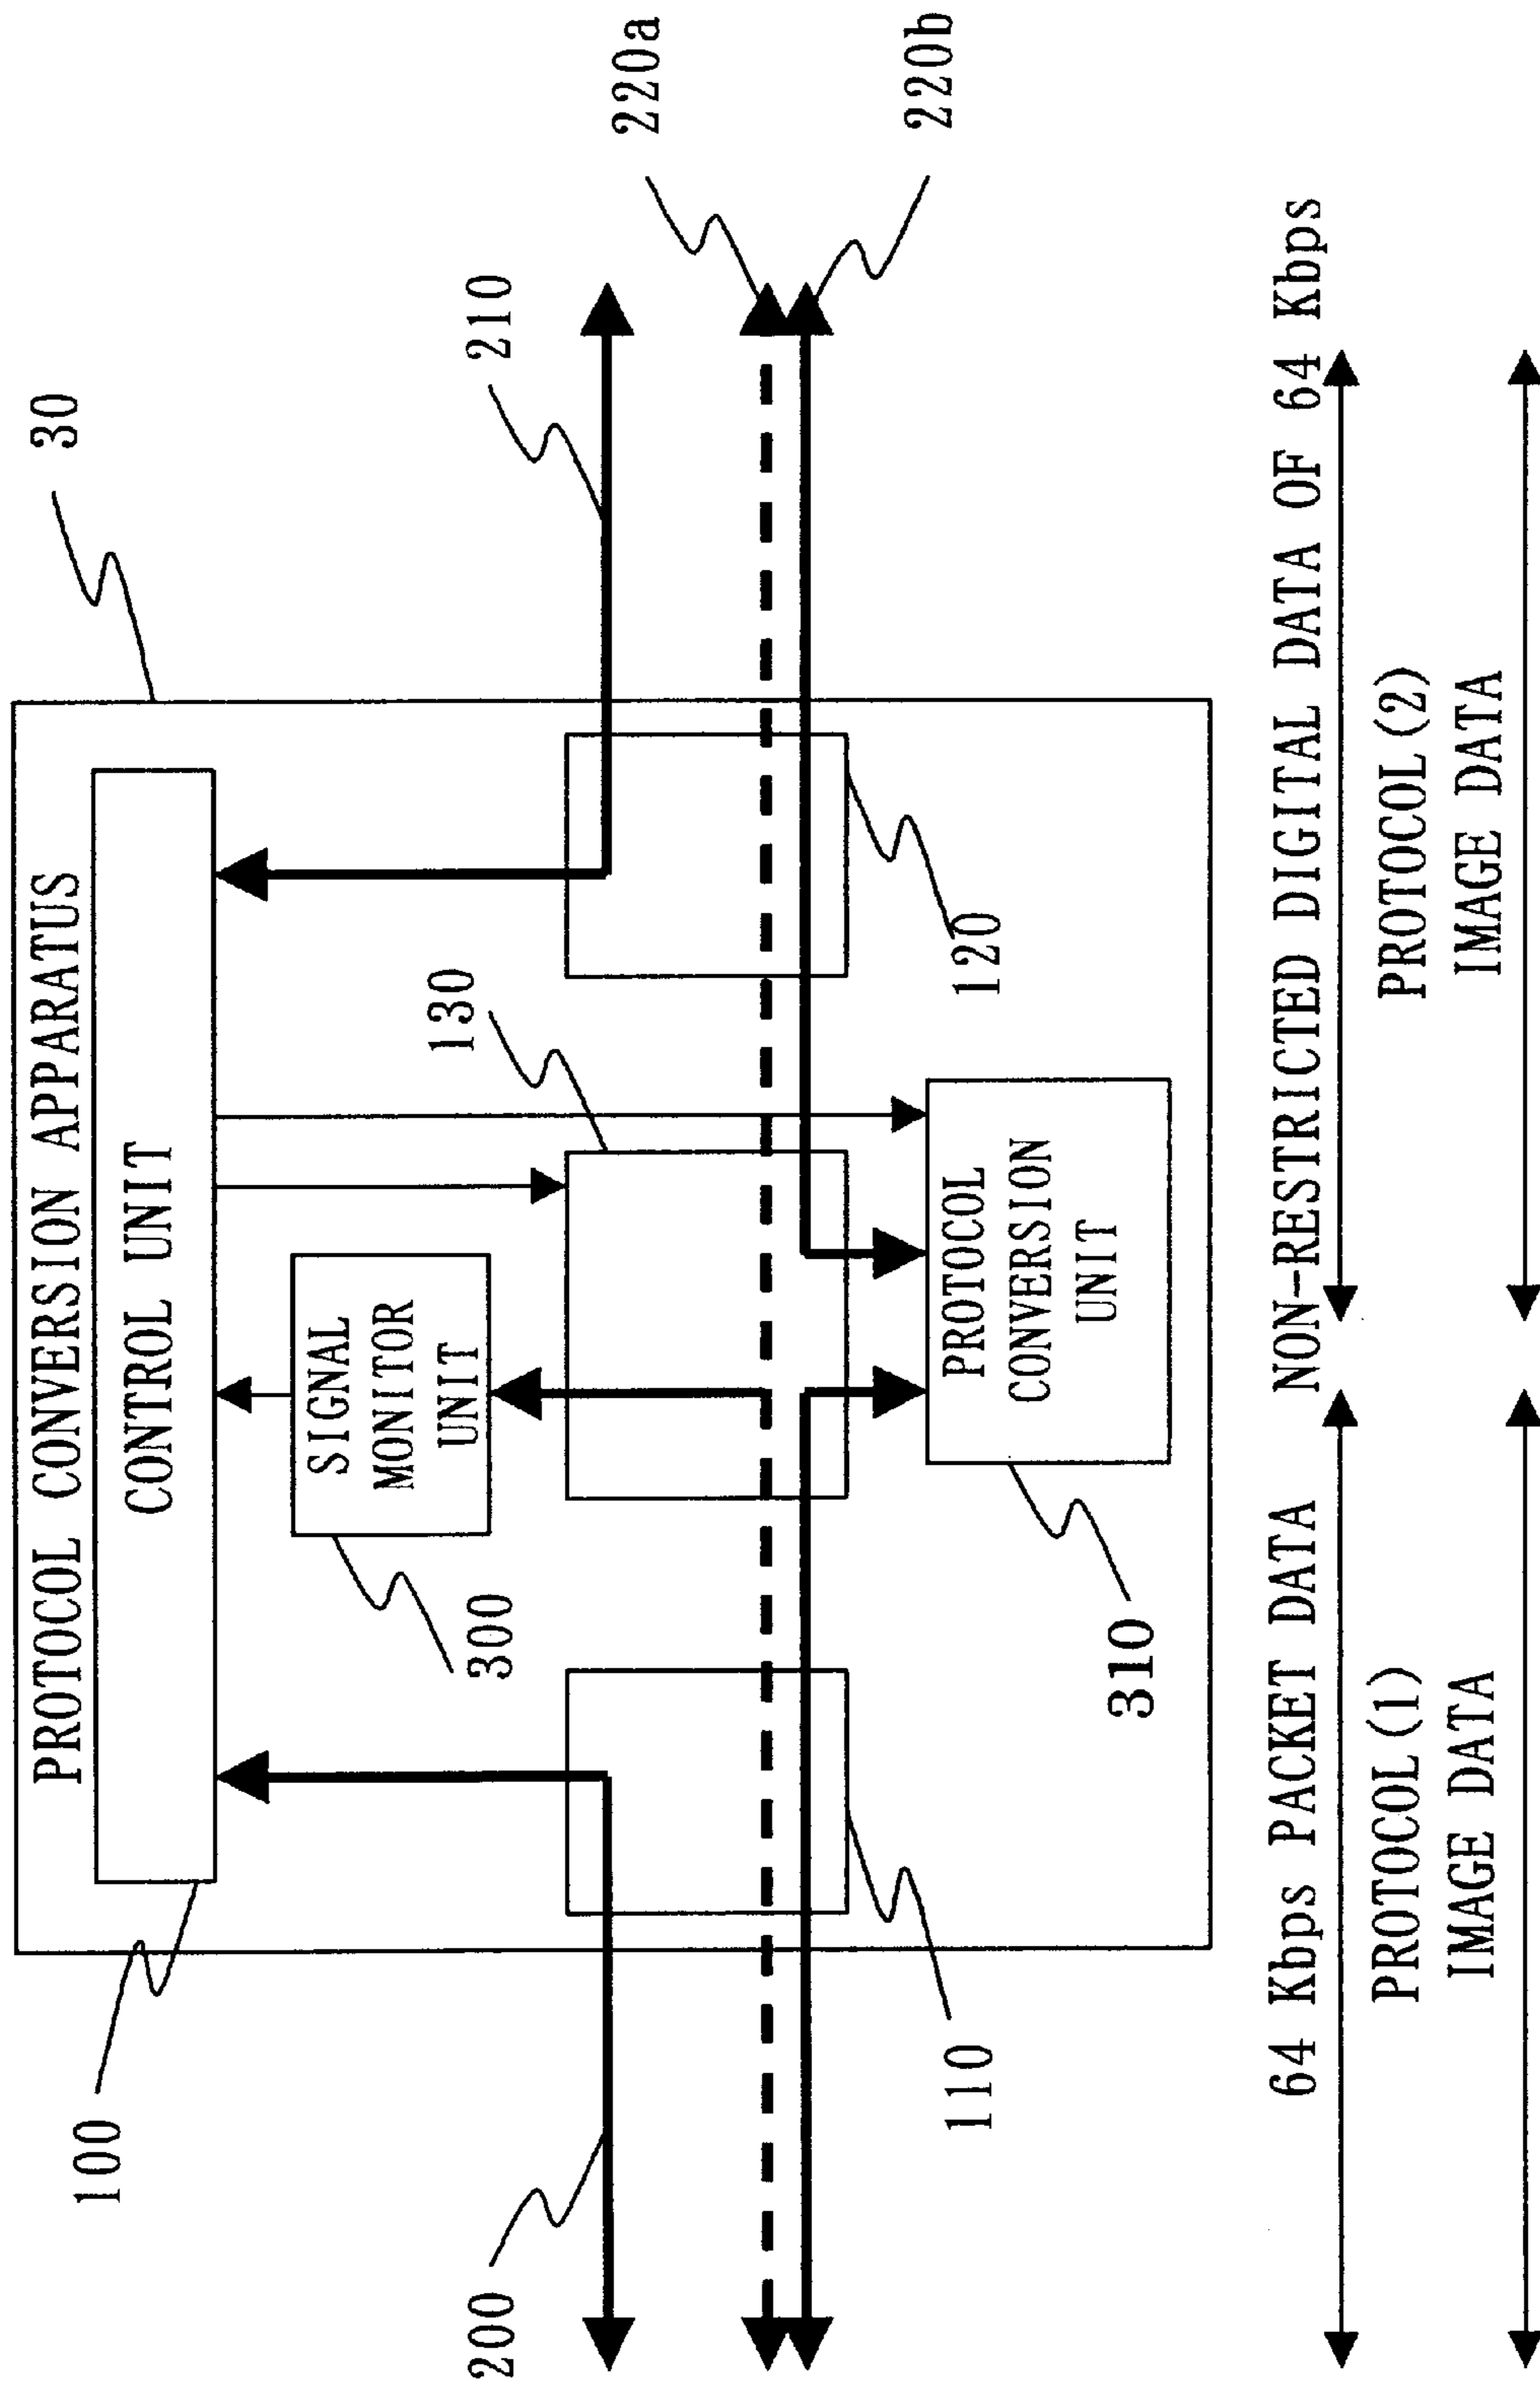 30
PROTOCOL CONVERSION APPARATUS
100
CONTROL UNIT
SIGNAL
MONITOR
UNIT
300
130
200
210
220a
220b
110
120
PROTOCOL
CONVERSION
UNIT
310
64 Kbps PACKET DATA
NON-RESTRICTED DIGITAL DATA OF 64 Kbps
PROTOCOL(1)
IMAGE DATA
PROTOCOL(2)
IMAGE DATA